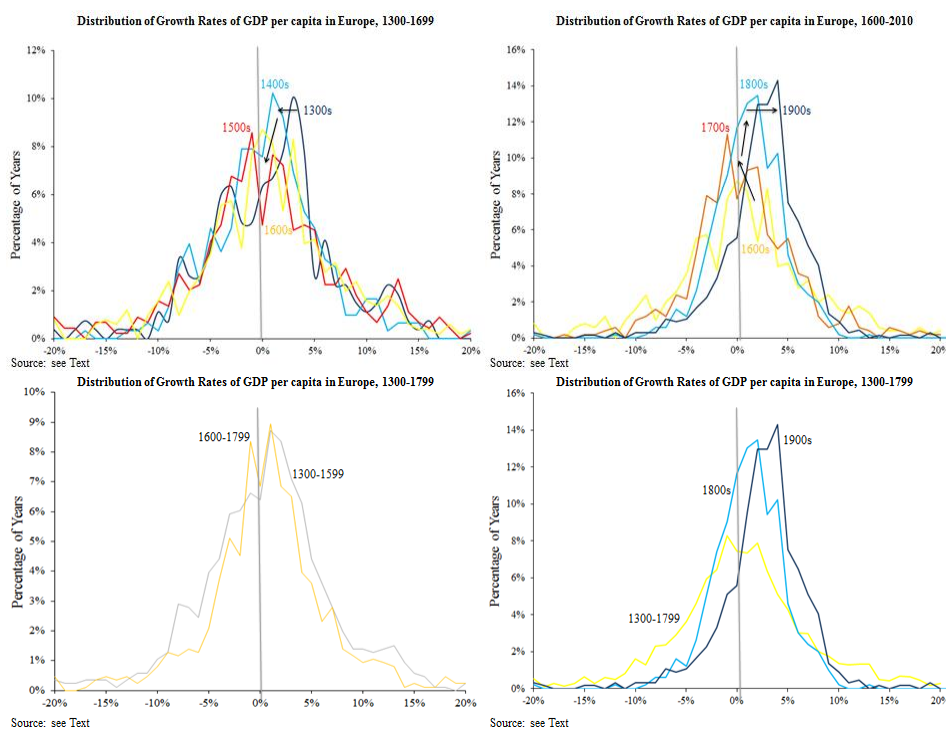 Distribution of Growth Rates of GDP per capita in Europe, 1300-1699
12%
10%
8%
6%
4%
2%
0%
Percentage of Years
1400s
1300s
1500s
1600s
-20% -15% -10% -5% 0% 5% 10% 15% 20%
Source: see Text
Distribution of Growth Rates of GDP per capita in Europe, 1600-2010
16%
14%
12%
10%
8%
6%
4%
2%
0%
Percentage of Years
1800s
1900s
1700s
1600s
-20% -15% -10% -5% 0% 5% 10% 15% 20%
Source: see Text
Distribution of Growth Rates of GDP per capita in Europe, 1300-1799
10%
9%
8%
7%
6%
5%
4%
3%
2%
1%
0%
Percentage of Years
1600-1799
1300-1599
-20% -15% -10% -5% 0% 5% 10% 15% 20%
Source: see Text
Distribution of Growth Rates of GDP per capita in Europe, 1300-1799
16%
14%
12%
10%
8%
6%
4%
2%
0%
Percentage of Years
1900s
1800s
1300-1799
-20% -15% -10% -5% 0% 5% 10% 15% 20%
Source: see Text